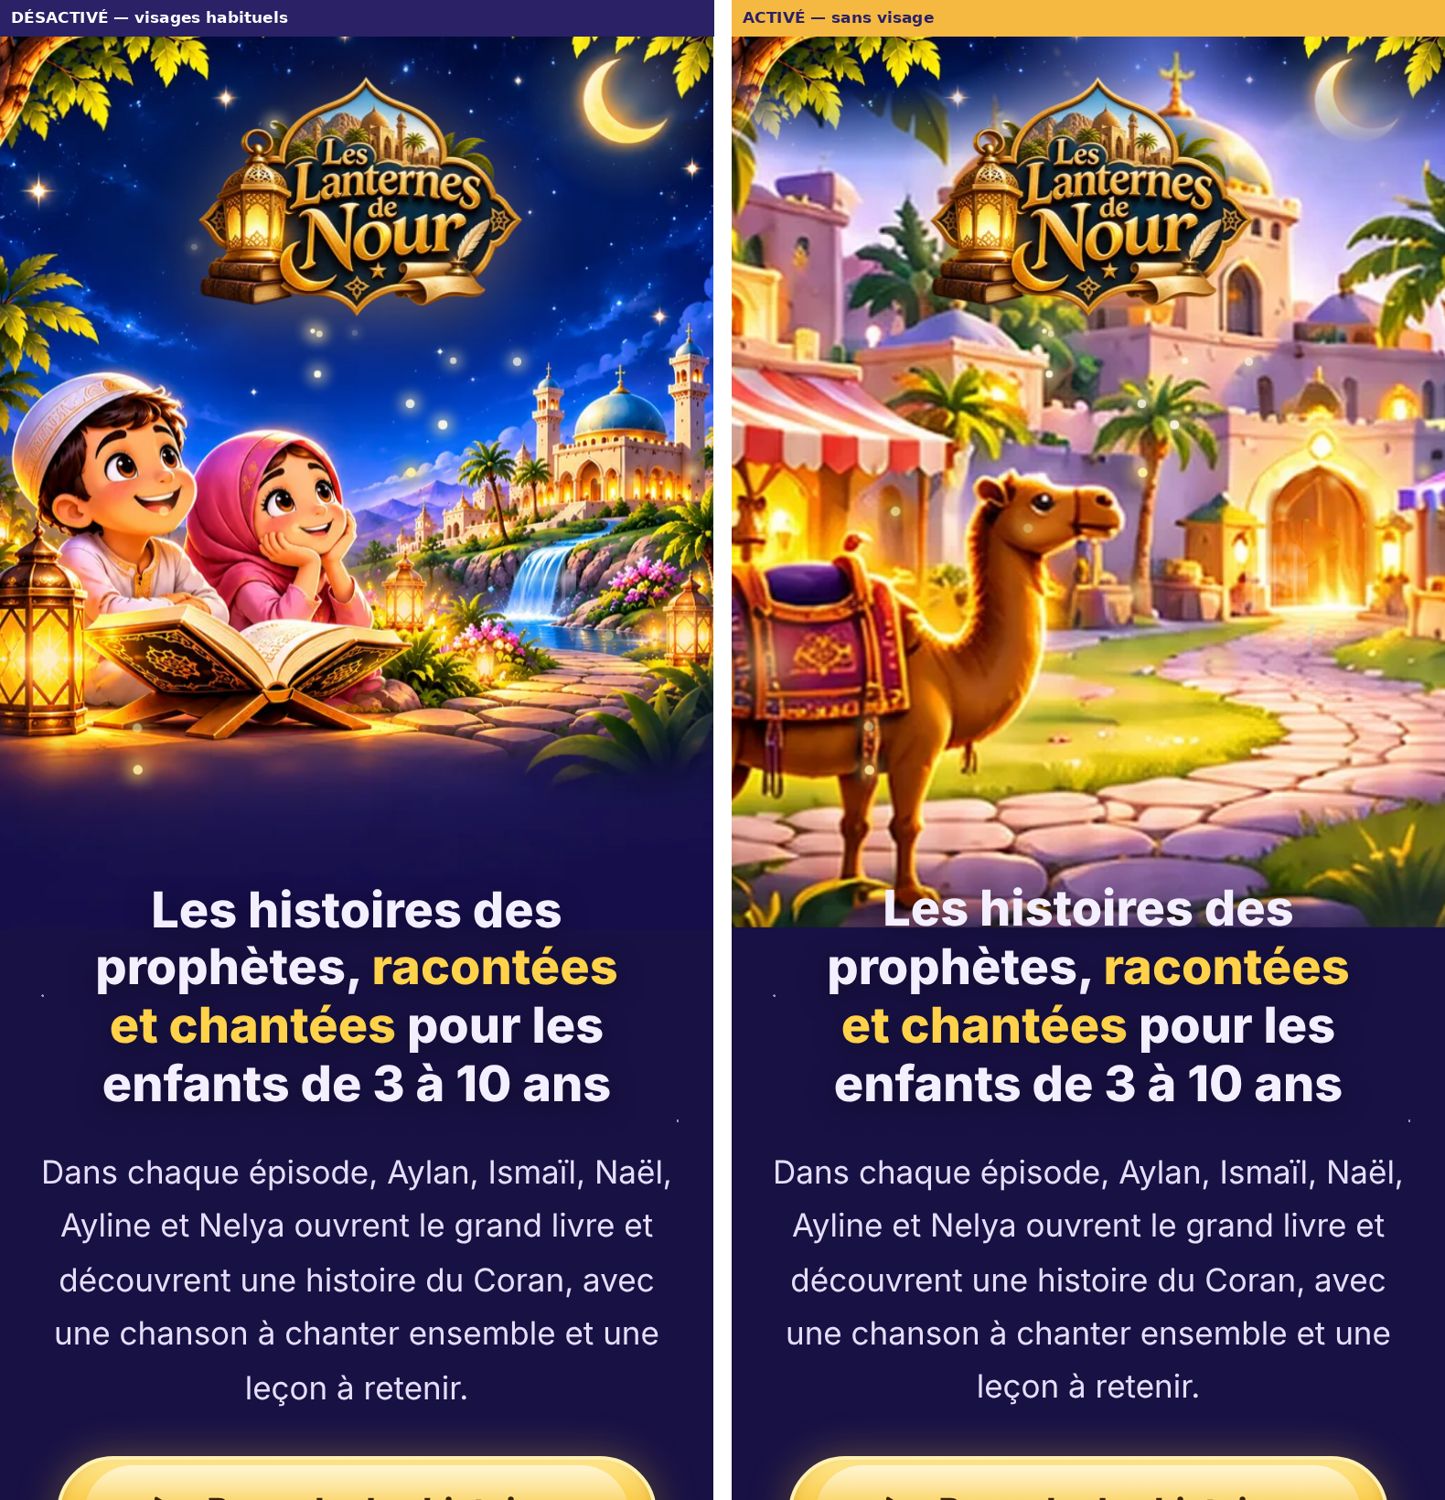 DÉSACTIVÉ — visages habituels
Les
Lanternes
de
Nour
Les histoires des
prophètes, racontées
et chantées pour les
enfants de 3 à 10 ans
Dans chaque épisode, Aylan, Ismaïl, Naël,
Ayline et Nelya ouvrent le grand livre et
découvrent une histoire du Coran, avec
une chanson à chanter ensemble et une
leçon à retenir.
ACTIVÉ — sans visage
Les
Lanternes
de
Nour
Les histoires des
prophètes, racontées
et chantées pour les
enfants de 3 à 10 ans
Dans chaque épisode, Aylan, Ismaïl, Naël,
Ayline et Nelya ouvrent le grand livre et
découvrent une histoire du Coran, avec
une chanson à chanter ensemble et une
leçon à retenir.